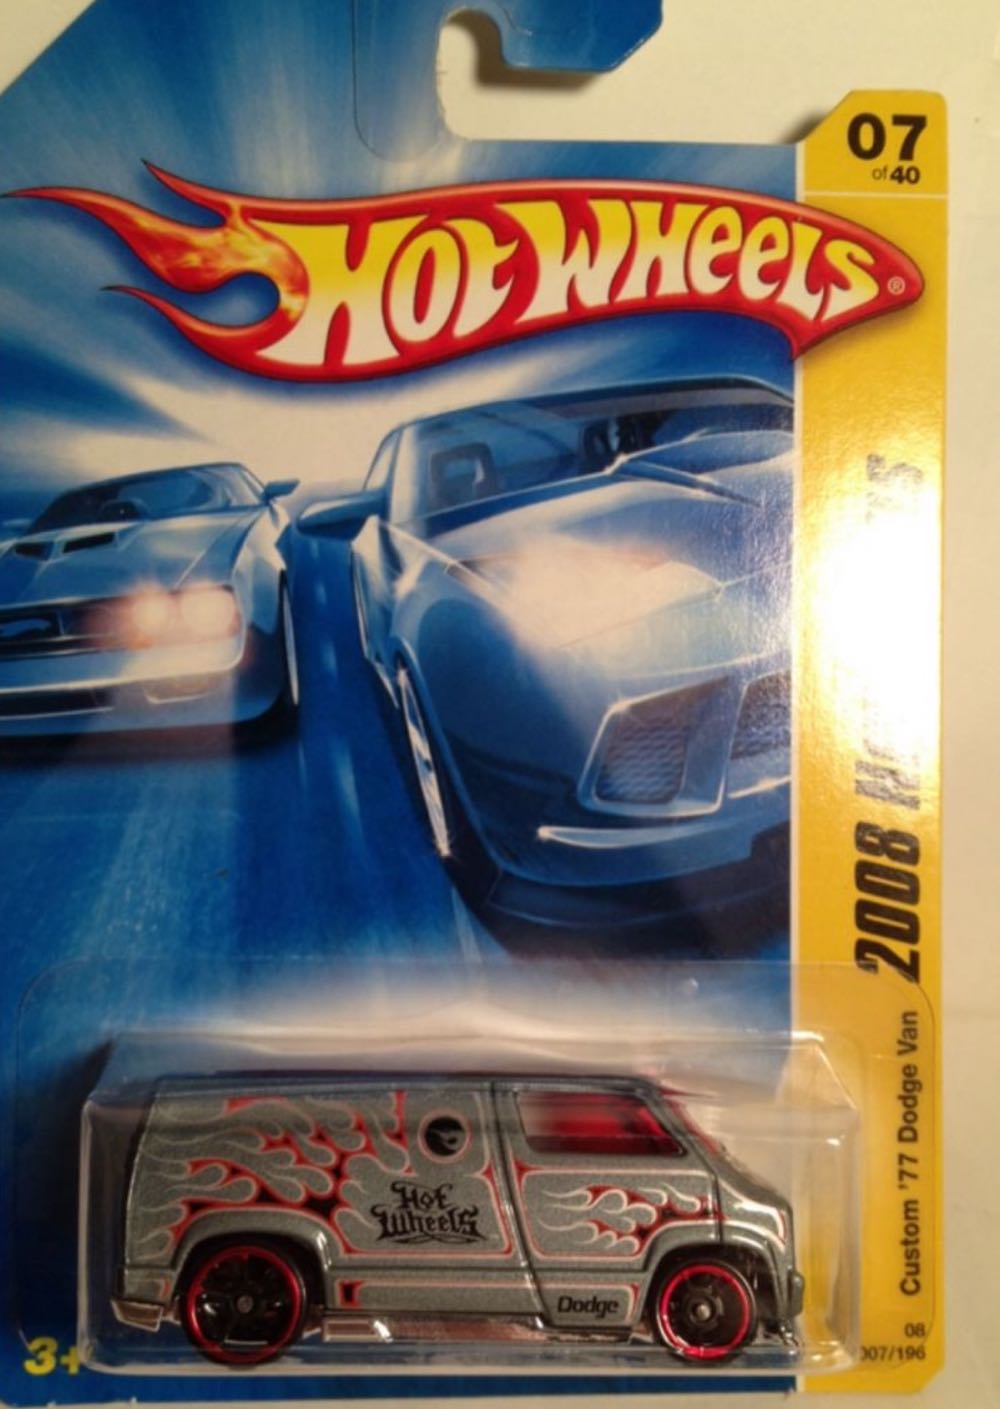 07
of 40
HOT WHEELS®
2008
Custom '77 Dodge Van
Hot
Wheels
Dodge
08
007/196
3+